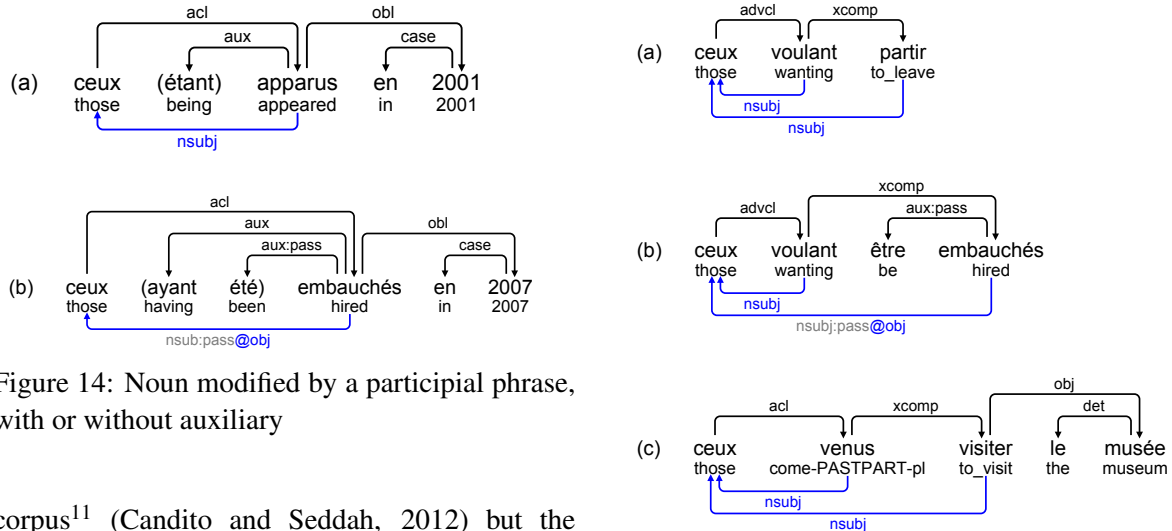 acl
obl
aux
case
(a) ceux (étant) apparus en 2001
those being appeared in 2001
nsubj
acl
aux
obl
aux:pass
case
(b) ceux (ayant été) embauchés en 2007
those having been hired in 2007
nsub:pass@obj
Figure 14: Noun modified by a participial phrase,
with or without auxiliary
corpus11 (Candito and Seddah, 2012) but the
advcl
xcomp
(a) ceux voulant partir
those wanting to_leave
nsubj
nsubj
xcomp
advcl
aux:pass
(b) ceux voulant être embauchés
those wanting be hired
nsubj
nsubj:pass@obj
obj
acl
xcomp
det
(c) ceux venus visiter le musée
those come-PASTPART-pl to_visit the museum
nsubj
nsubj